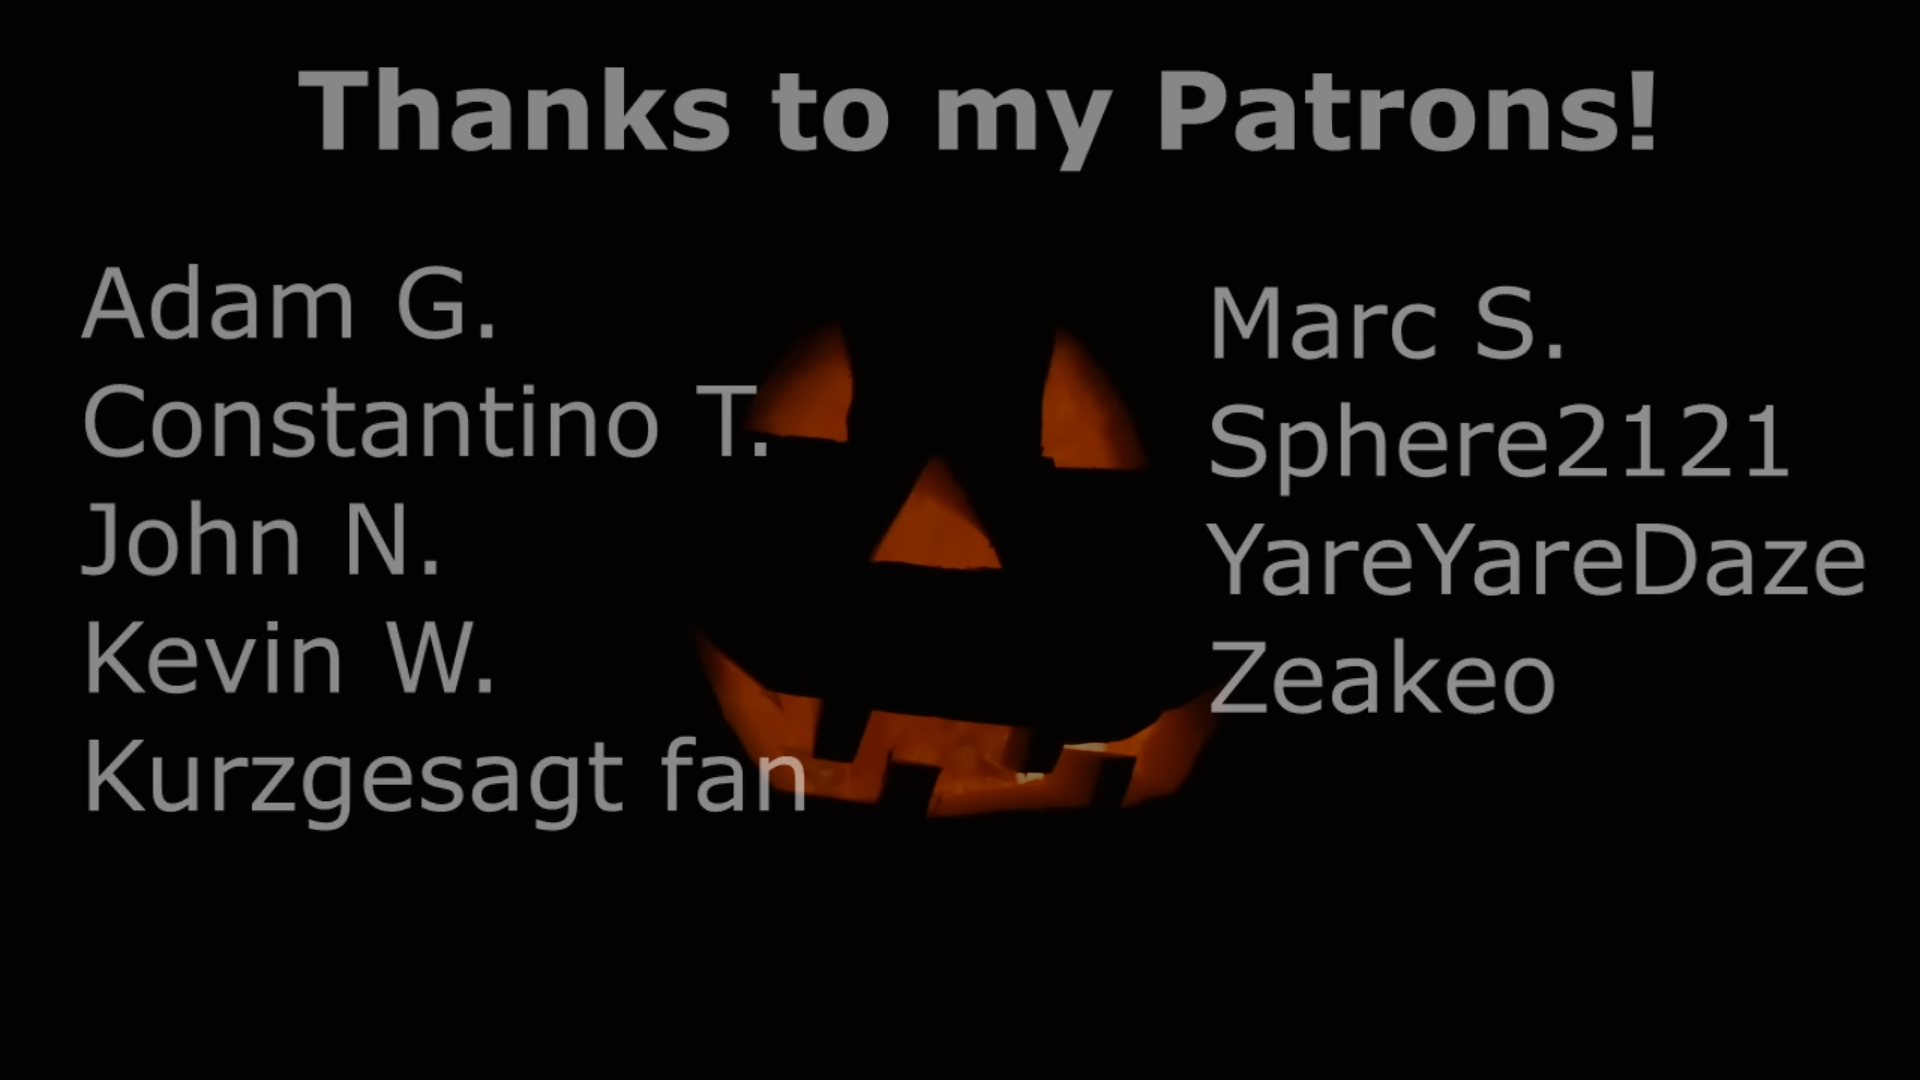 Thanks to my Patrons!
Adam G.
Constantino T.
John N.
Kevin W.
Kurzgesagt fan
Marc S.
Sphere2121
YareYareDaze
Zeakeo